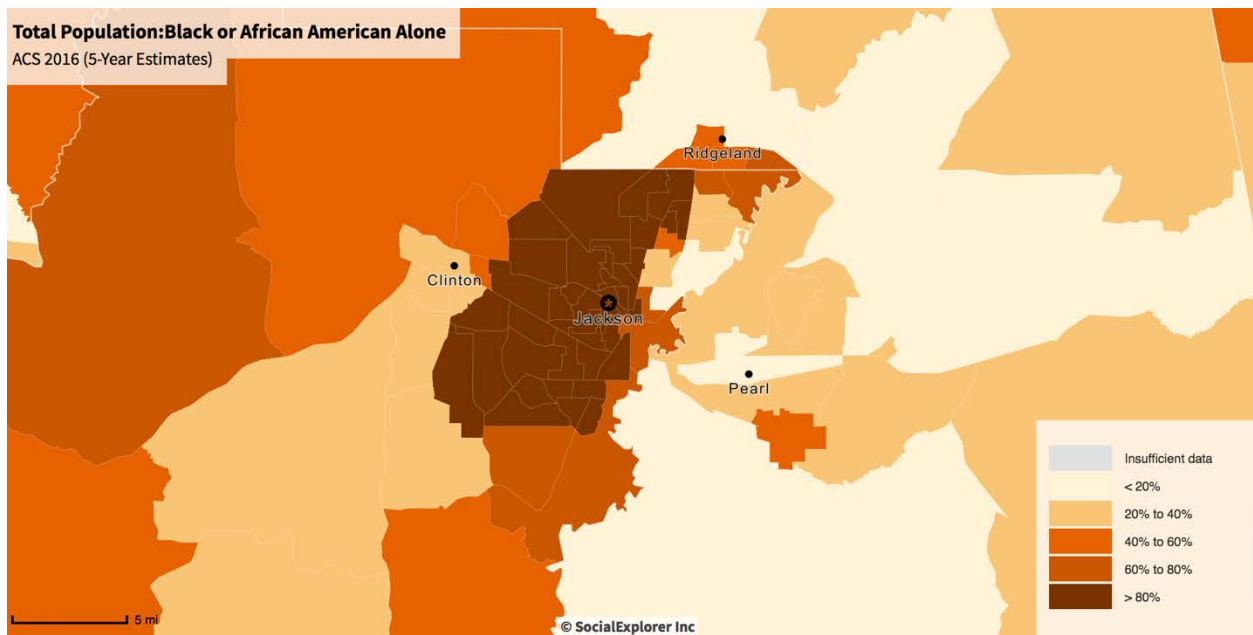 Total Population:Black or African American Alone
ACS 2016 (5-Year Estimates)
Ridgeland
Clinton
Jackson
Pearl
Insufficient data
< 20%
20% to 40%
40% to 60%
60% to 80%
> 80%
5 mi
© SocialExplorer Inc